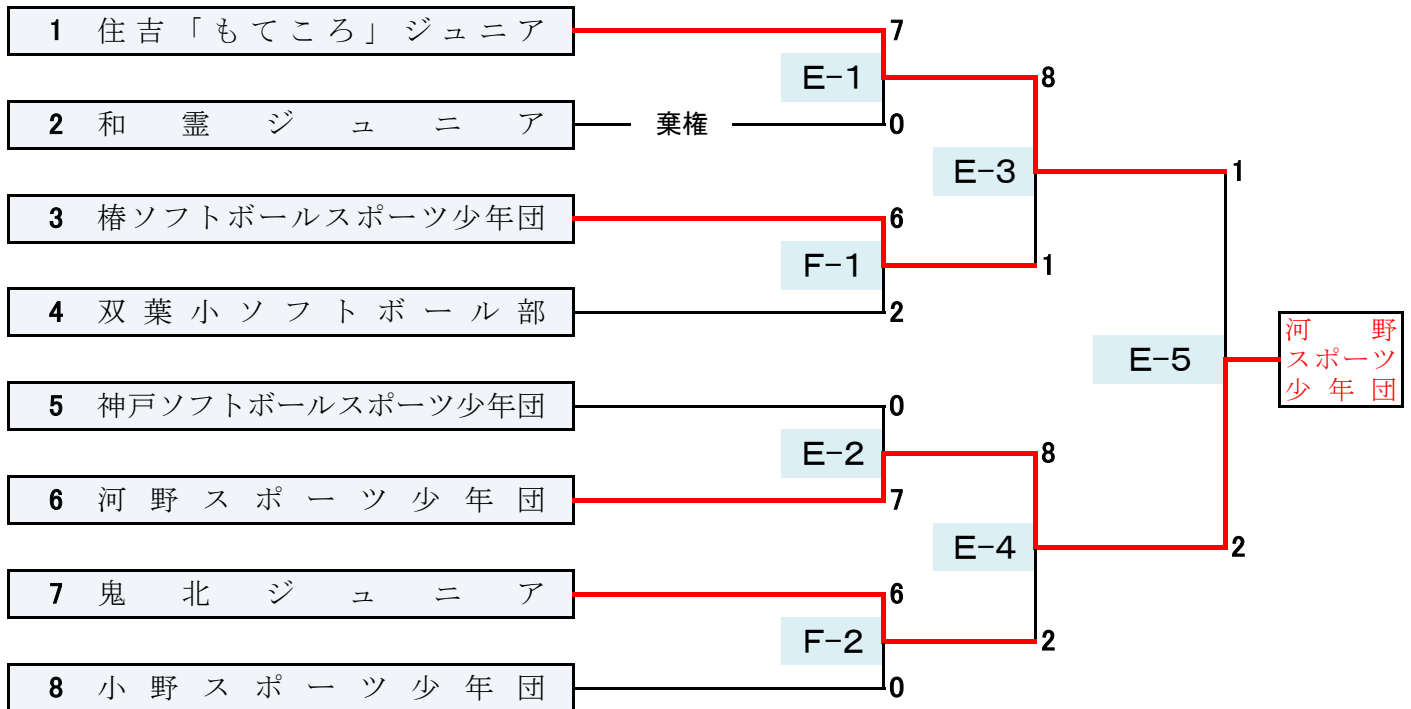 1 住吉「もてころ」ジュニア
7
E-1
8
2 和霊ジュニア
棄権
0
E-3
1
3 椿ソフトボールスポーツ少年団
6
F-1
1
4 双葉小ソフトボール部
2
E-5
河野
スポーツ
少年団
5 神戸ソフトボールスポーツ少年団
0
E-2
8
6 河野スポーツ少年団
7
E-4
2
7 鬼北ジュニア
6
F-2
2
8 小野スポーツ少年団
0